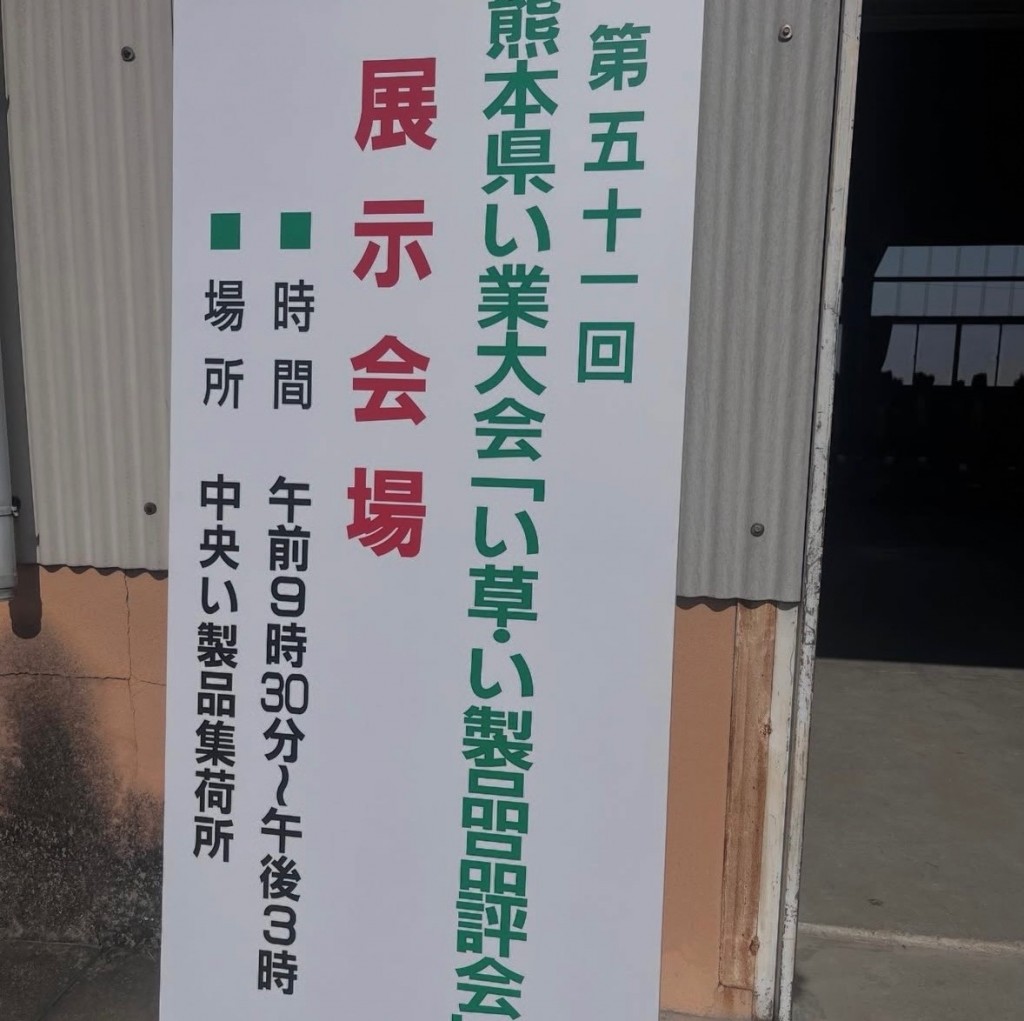 第五十一回
熊本県い業大会「い草・い製品品評会」
展示会場
■時間 午前9時30分~午後3時
■場所 中央い製品集荷所